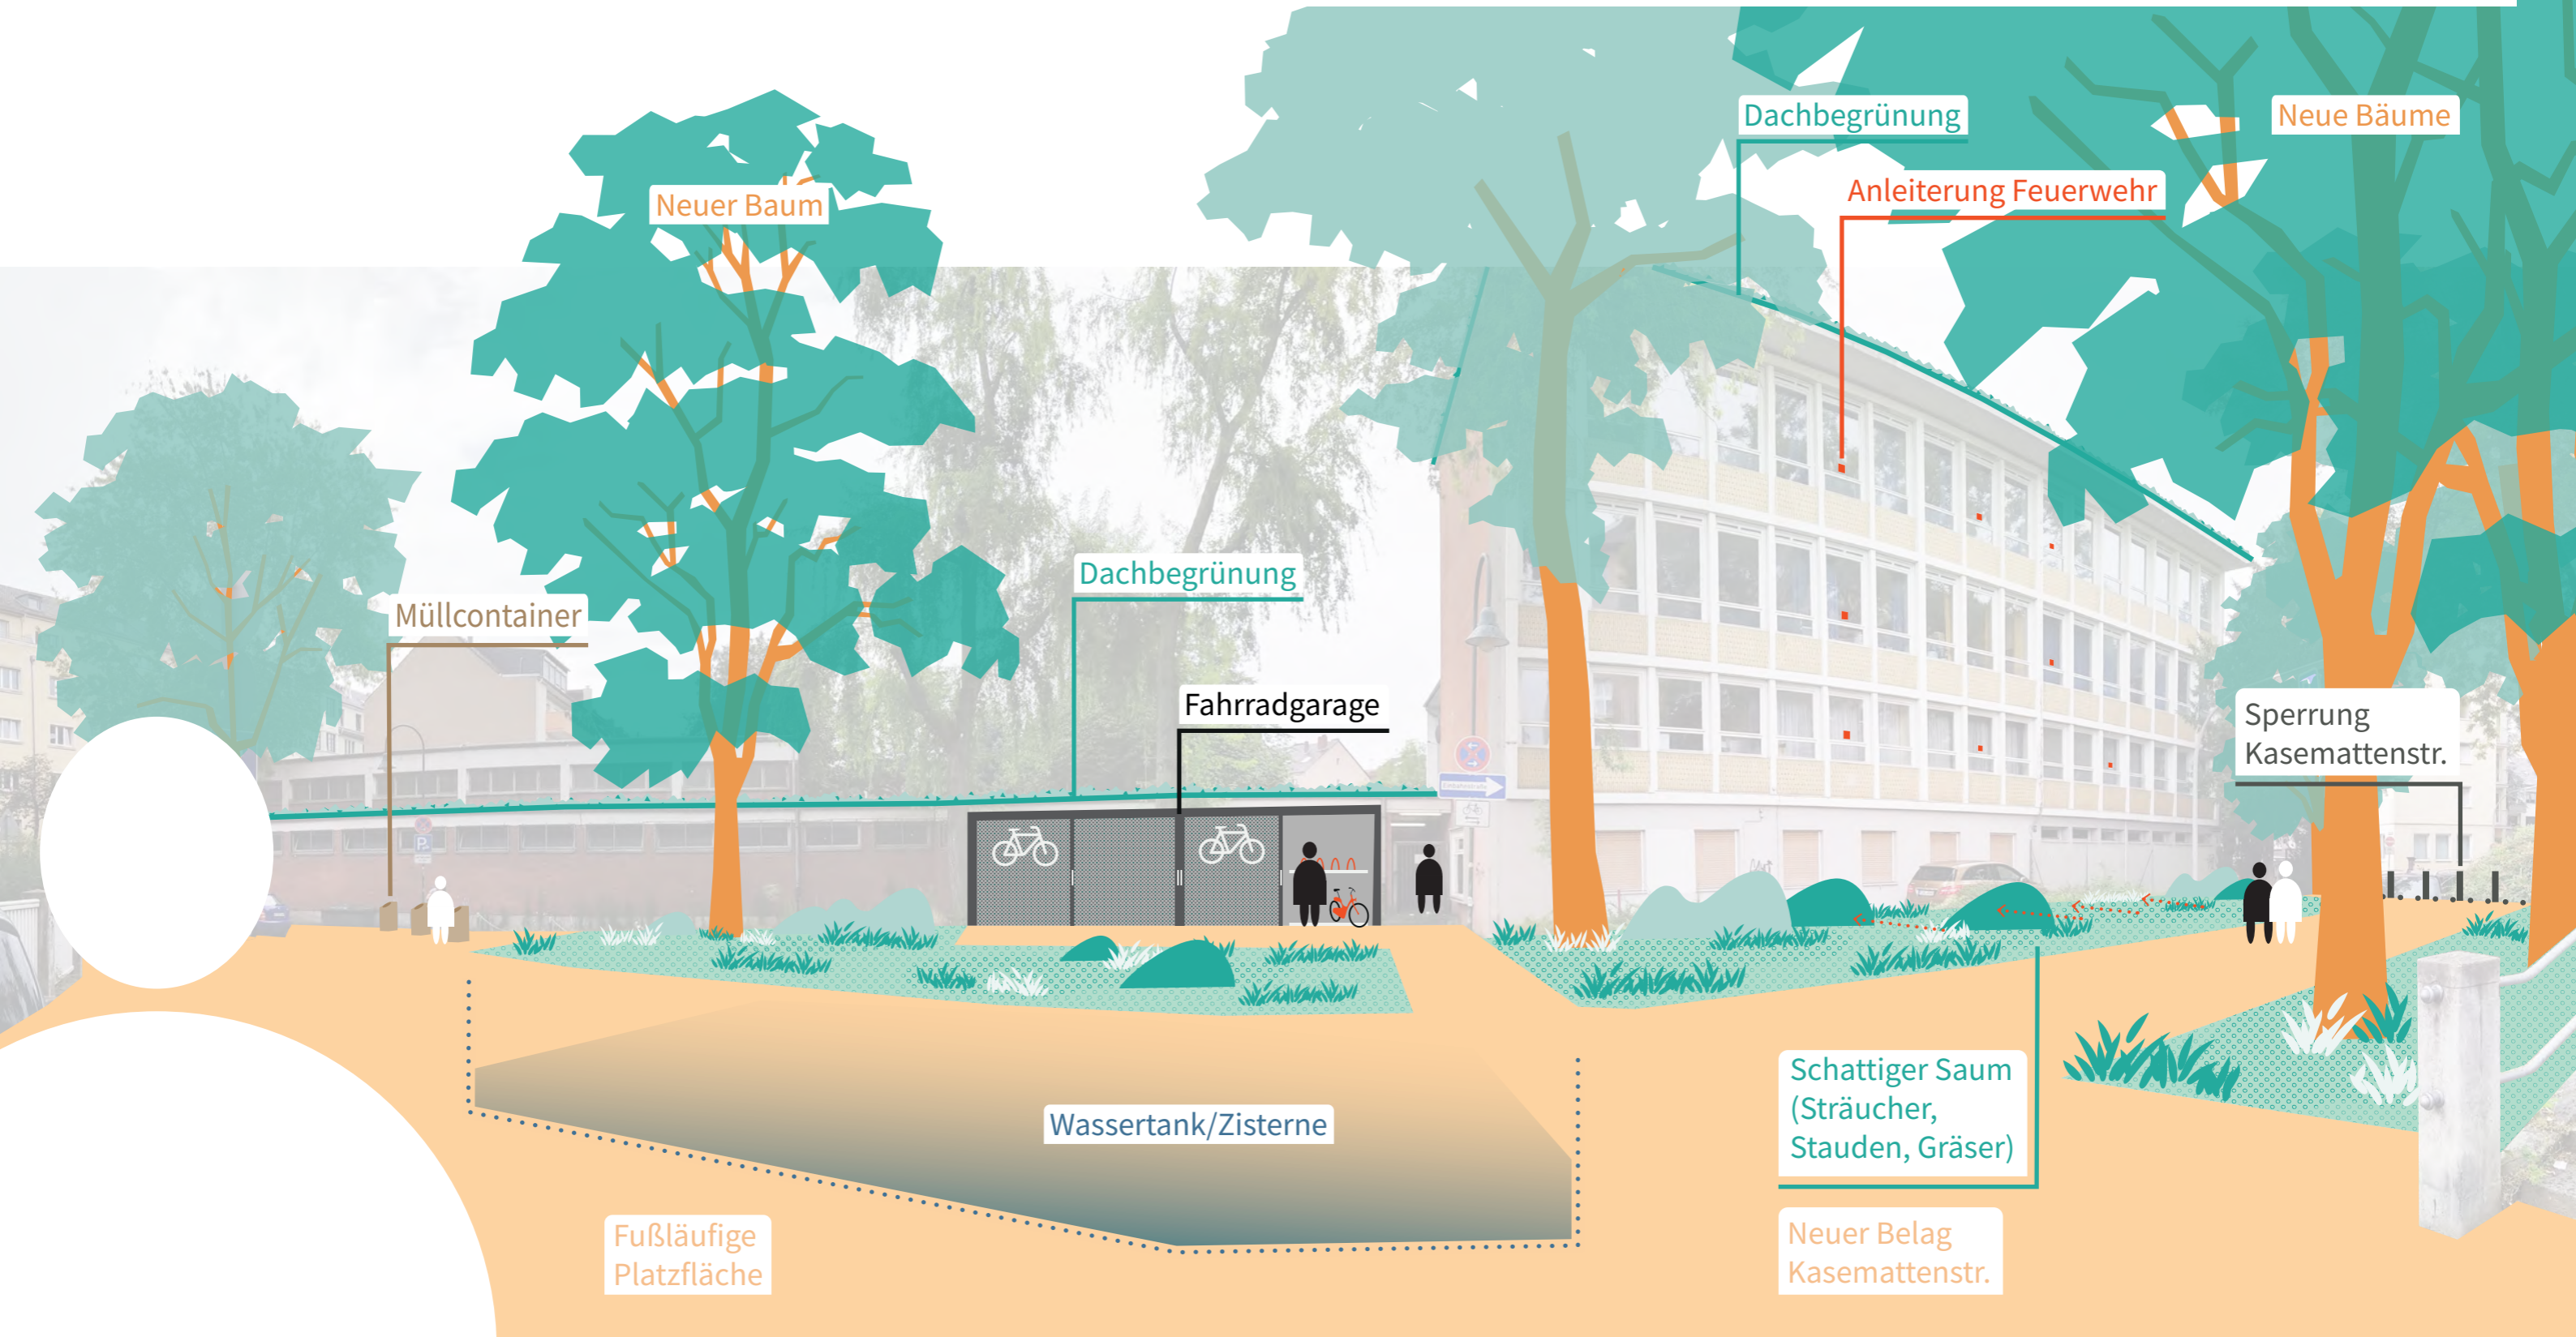 Dachbegrünung
Neue Bäume
Anleiterung Feuerwehr
Neuer Baum
Dachbegrünung
Müllcontainer
Fahrradgarage
Sperrung
Kasemattenstr.
P
Schattiger Saum
(Sträucher,
Stauden, Gräser)
Wassertank/Zisterne
Fußläufige
Platzfläche
Neuer Belag
Kasemattenstr.